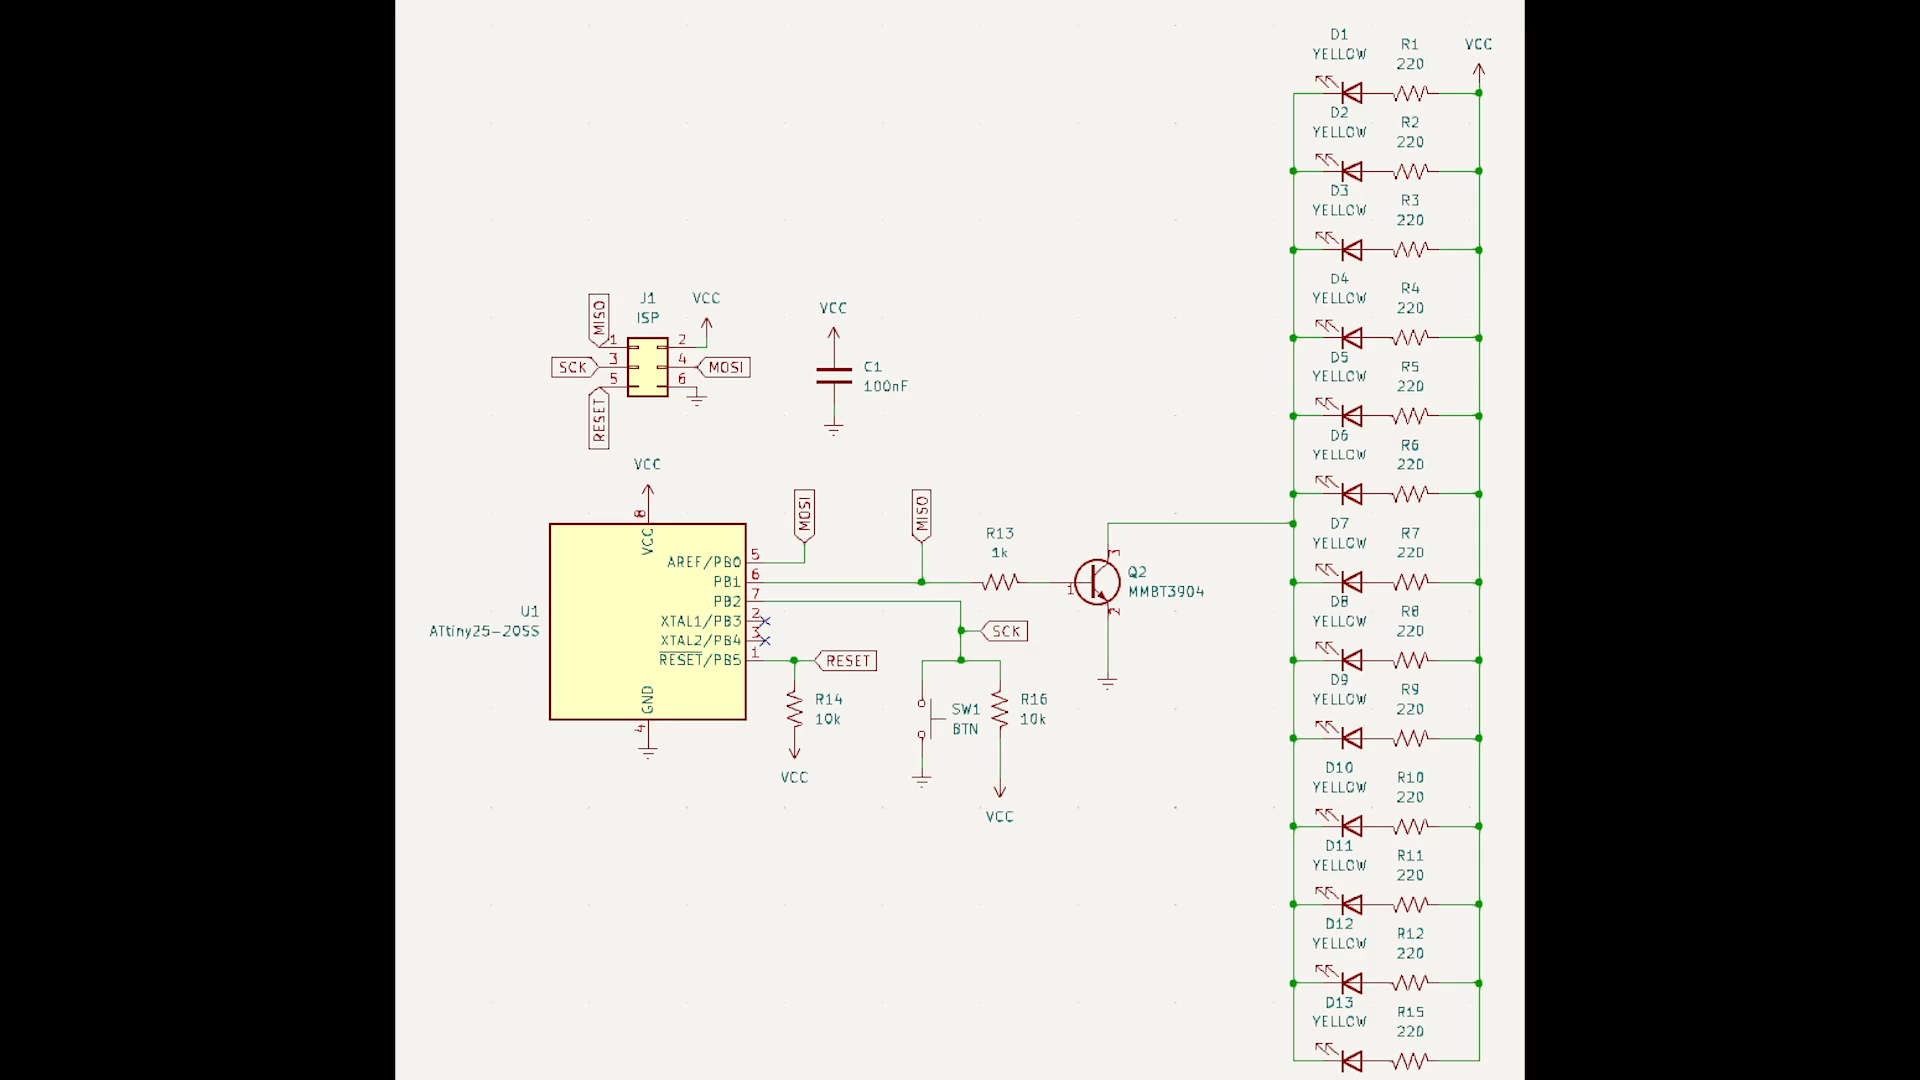 D1
YELLOW
R1
220
VCC
D2
YELLOW
R2
220
D3
YELLOW
R3
220
D4
YELLOW
R4
220
D5
YELLOW
R5
220
D6
YELLOW
R6
220
D7
YELLOW
R7
220
D8
YELLOW
R8
220
D9
YELLOW
R9
220
D10
YELLOW
R10
220
D11
YELLOW
R11
220
D12
YELLOW
R12
220
D13
YELLOW
R15
220
J1
ISP
VCC
MISO
1
2
SCK
3
4
MOSI
5
6
RESET
VCC
C1
100nF
VCC
8
VCC
MOSI
MISO
AREF/PB0
5
PB1
6
PB2
7
XTAL1/PB3
2
XTAL2/PB4
3
RESET/PB5
1
U1
ATtiny25-20SS
GND
4
SCK
RESET
R14
10k
VCC
SW1
BTN
R16
10k
VCC
R13
1k
1
3
2
Q2
MMBT3904